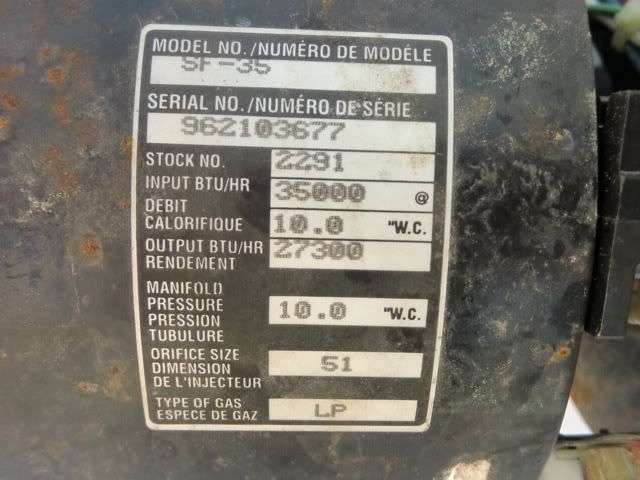 MODEL NO./NUMÉRO DE MODÉLE
SF-35
SERIAL NO./NUMÉRO DE SÉRIE
962103677
STOCK NO. 2291
INPUT BTU/HR 35000 @
DEBIT
CALORIFIQUE 10.0 "W.C.
OUTPUT BTU/HR 27300
RENDEMENT
MANIFOLD
PRESSURE 10.0 "W.C.
PRESSION
TUBULURE
ORIFICE SIZE
DIMENSION 51
DE L'INJECTEUR
TYPE OF GAS LP
ESPECE DE GAZ